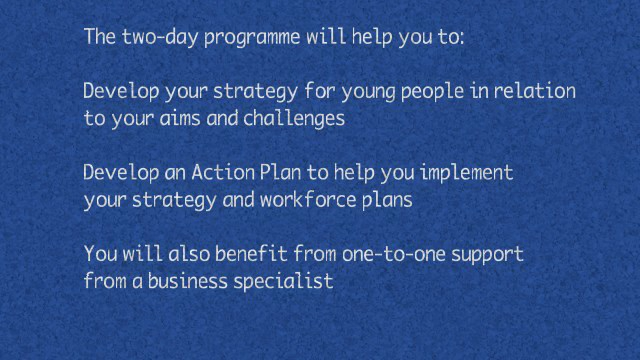 The two-day programme will help you to:
Develop your strategy for young people in relation
to your aims and challenges
Develop an Action Plan to help you implement
your strategy and workforce plans
You will also benefit from one-to-one support
from a business specialist